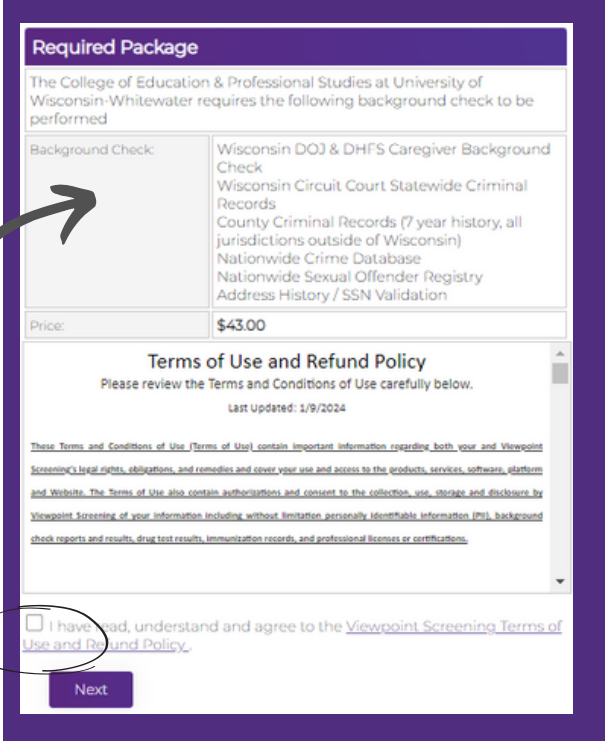 Required Package
The College of Education & Professional Studies at University of
Wisconsin-Whitewater requires the following background check to be
performed
Background Check:
Wisconsin DOJ & DHFS Caregiver Background
Check
Wisconsin Circuit Court Statewide Criminal
Records
County Criminal Records (7 year history, all
jurisdictions outside of Wisconsin)
Nationwide Crime Database
Nationwide Sexual Offender Registry
Address History / SSN Validation
Price:
$43.00
Terms of Use and Refund Policy
Please review the Terms and Conditions of Use carefully below.
Last Updated: 1/9/2024
These Terms and Conditions of Use (Terms of Use) contain important information regarding both your and Viewpoint
Screening's legal rights, obligations, and remedies and cover your use and access to the products, services, software, platform
and Website. The Terms of Use also contain authorizations and consent to the collection, use, storage and disclosure by
Viewpoint Screening of your information including without limitation personally identifiable information (PII), background
check reports and results, drug test results, immunization records, and professional licenses or certifications.
I have read, understand and agree to the Viewpoint Screening Terms of
Use and Refund Policy .
Next